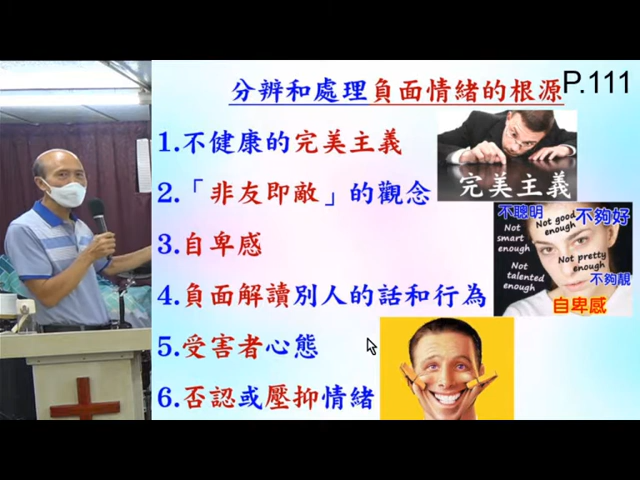 分辨和處理負面情緒的根源
P.111
1.不健康的完美主義
完美主義
2.「非友即敵」的觀念
不聰明
Not good enough
不夠好
Not smart enough
Not pretty enough
Not talented enough
不夠靚
自卑感
3.自卑感
4.負面解讀別人的話和行為
5.受害者心態
6.否認或壓抑情緒